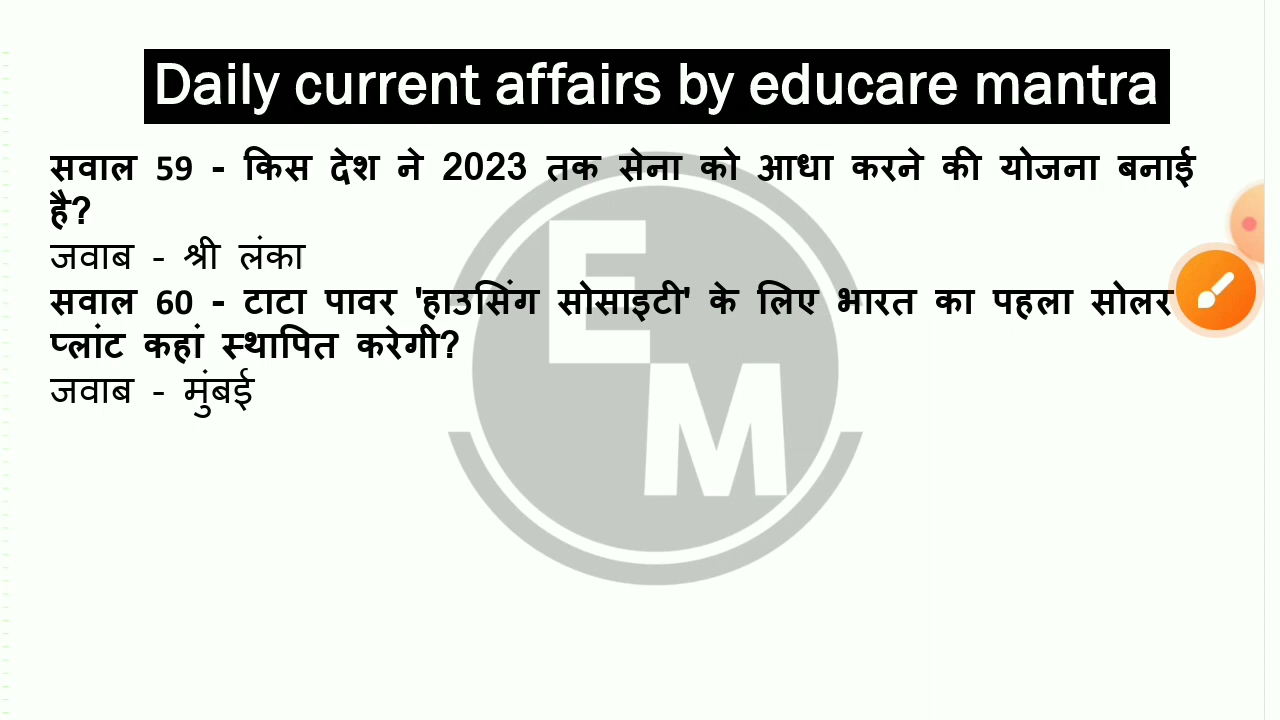 Daily current affairs by educare mantra
सवाल 59 - किस देश ने 2023 तक सेना को आधा करने की योजना बनाई
है?
जवाब - श्री लंका
सवाल 60 - टाटा पावर 'हाउसिंग सोसाइटी' के लिए भारत का पहला सोलर
प्लांट कहां स्थापित करेगी?
जवाब - मुंबई
E
M